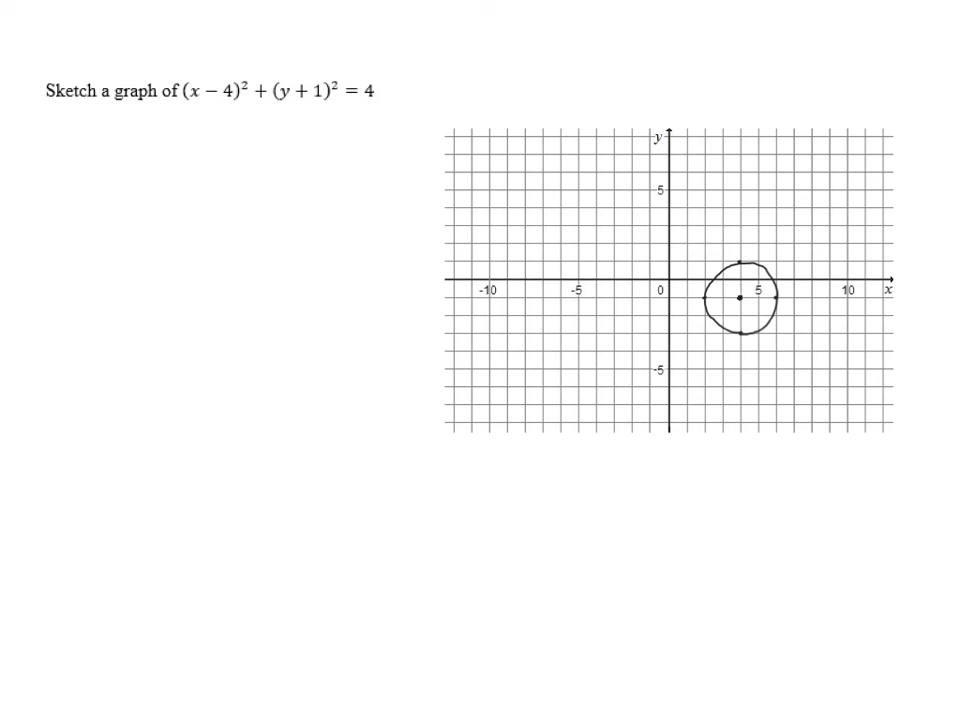 Sketch a graph of (x − 4)² + (y + 1)² = 4
y
5
-10 -5 0 5 10 x
-5